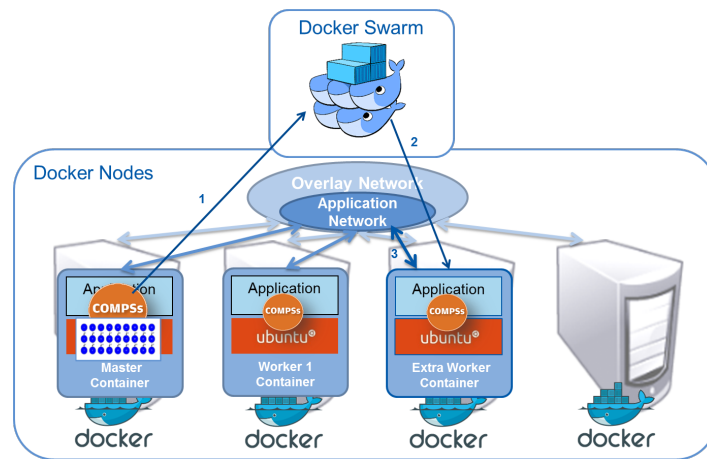 Docker Swarm
1
2
Docker Nodes
Overlay Network
Application
Network
3
Application
COMPSs
Master
Container
Application
COMPSs
ubuntu
Worker 1
Container
Application
COMPSs
ubuntu
Extra Worker
Container
docker
docker
docker
docker